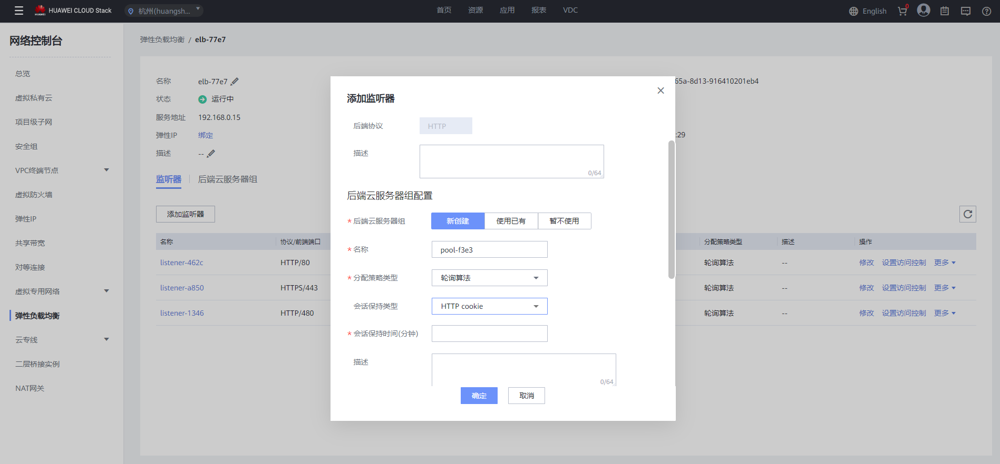 HUAWEI
HUAWEI CLOUD Stack
杭州(huangsh...
首页
资源
应用
报表
VDC
English
0
网络控制台
总览
虚拟私有云
项目级子网
安全组
VPC终端节点
虚拟防火墙
弹性IP
共享带宽
对等连接
虚拟专用网络
弹性负载均衡
云专线
二层桥接实例
NAT网关
弹性负载均衡 / elb-77e7
名称 elb-77e7
65a-8d13-916410201eb4
状态 运行中
服务地址 192.168.0.15
弹性IP 绑定
:29
描述 --
监听器
后端云服务器组
添加监听器
名称 协议/前端端口 分配策略类型 描述 操作
listener-462c HTTP/80 轮询算法 -- 修改 设置访问控制 更多
listener-a850 HTTPS/443 轮询算法 -- 修改 设置访问控制 更多
listener-1346 HTTP/480 轮询算法 -- 修改 设置访问控制 更多
添加监听器
后端协议 HTTP
描述
0/64
后端云服务器组配置
* 后端云服务器组 新创建 使用已有 暂不使用
* 名称 pool-f3e3
* 分配策略类型 轮询算法
会话保持类型 HTTP cookie
* 会话保持时间(分钟)
描述
0/64
确定
取消